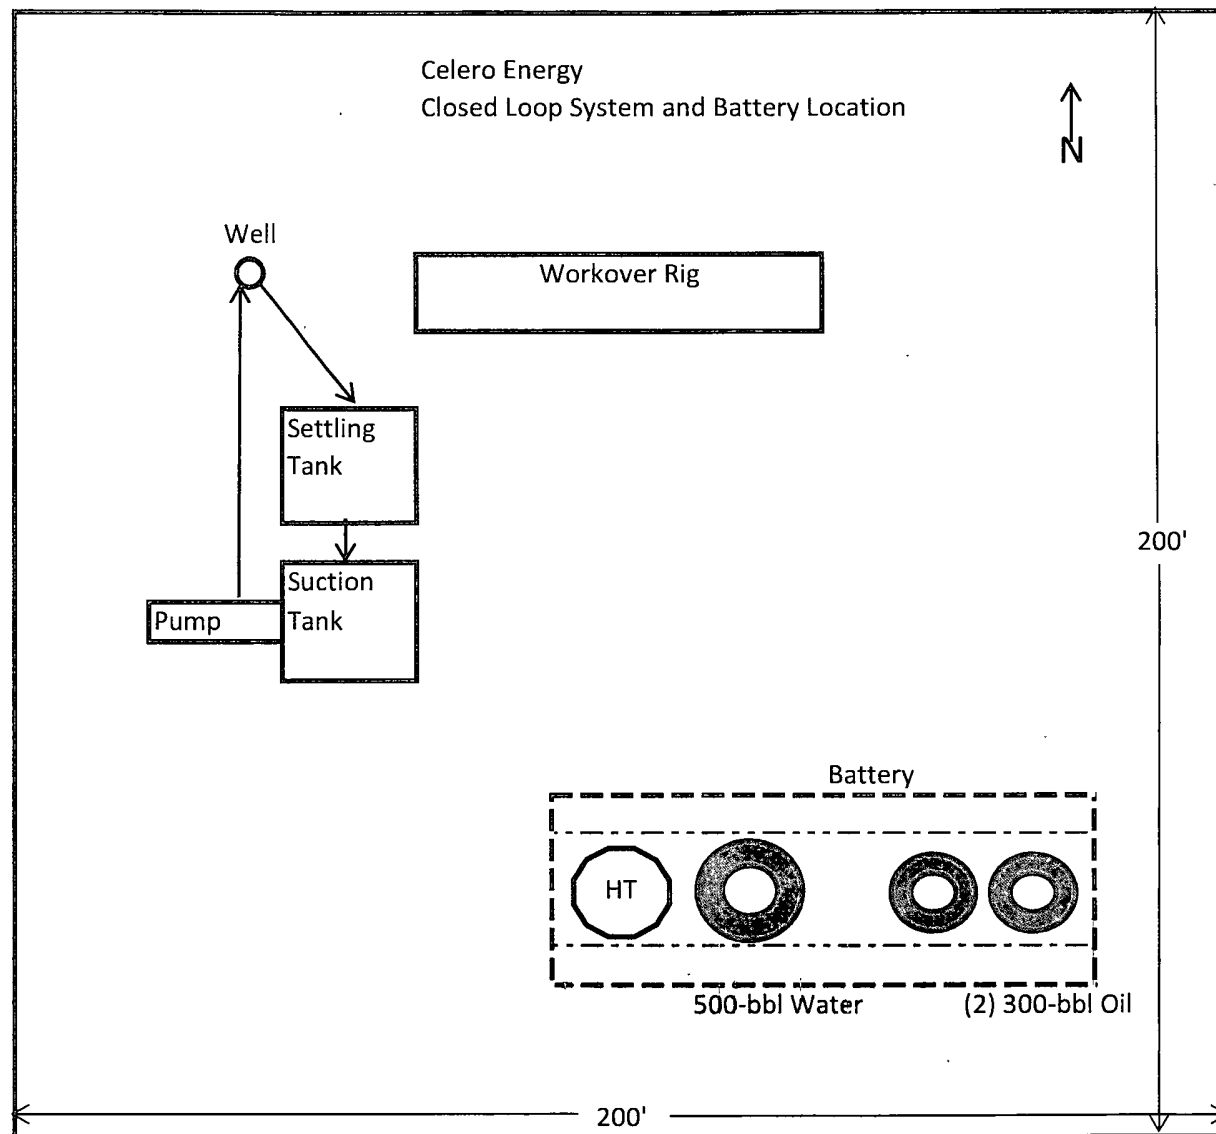 Celero Energy
Closed Loop System and Battery Location
N
Well
Workover Rig
Settling
Tank
200'
Suction
Tank
Pump
Battery
HT
500-bbl Water
(2) 300-bbl Oil
200'